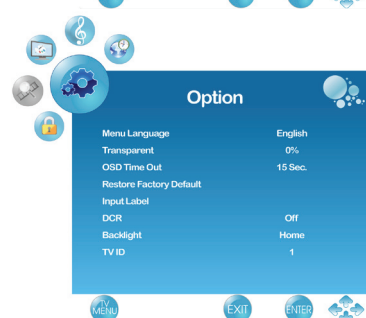 Option
Menu Language English
Transparent 0%
OSD Time Out 15 Sec.
Restore Factory Default
Input Label
DCR Off
Backlight Home
TV ID 1
TV MENU EXIT ENTER